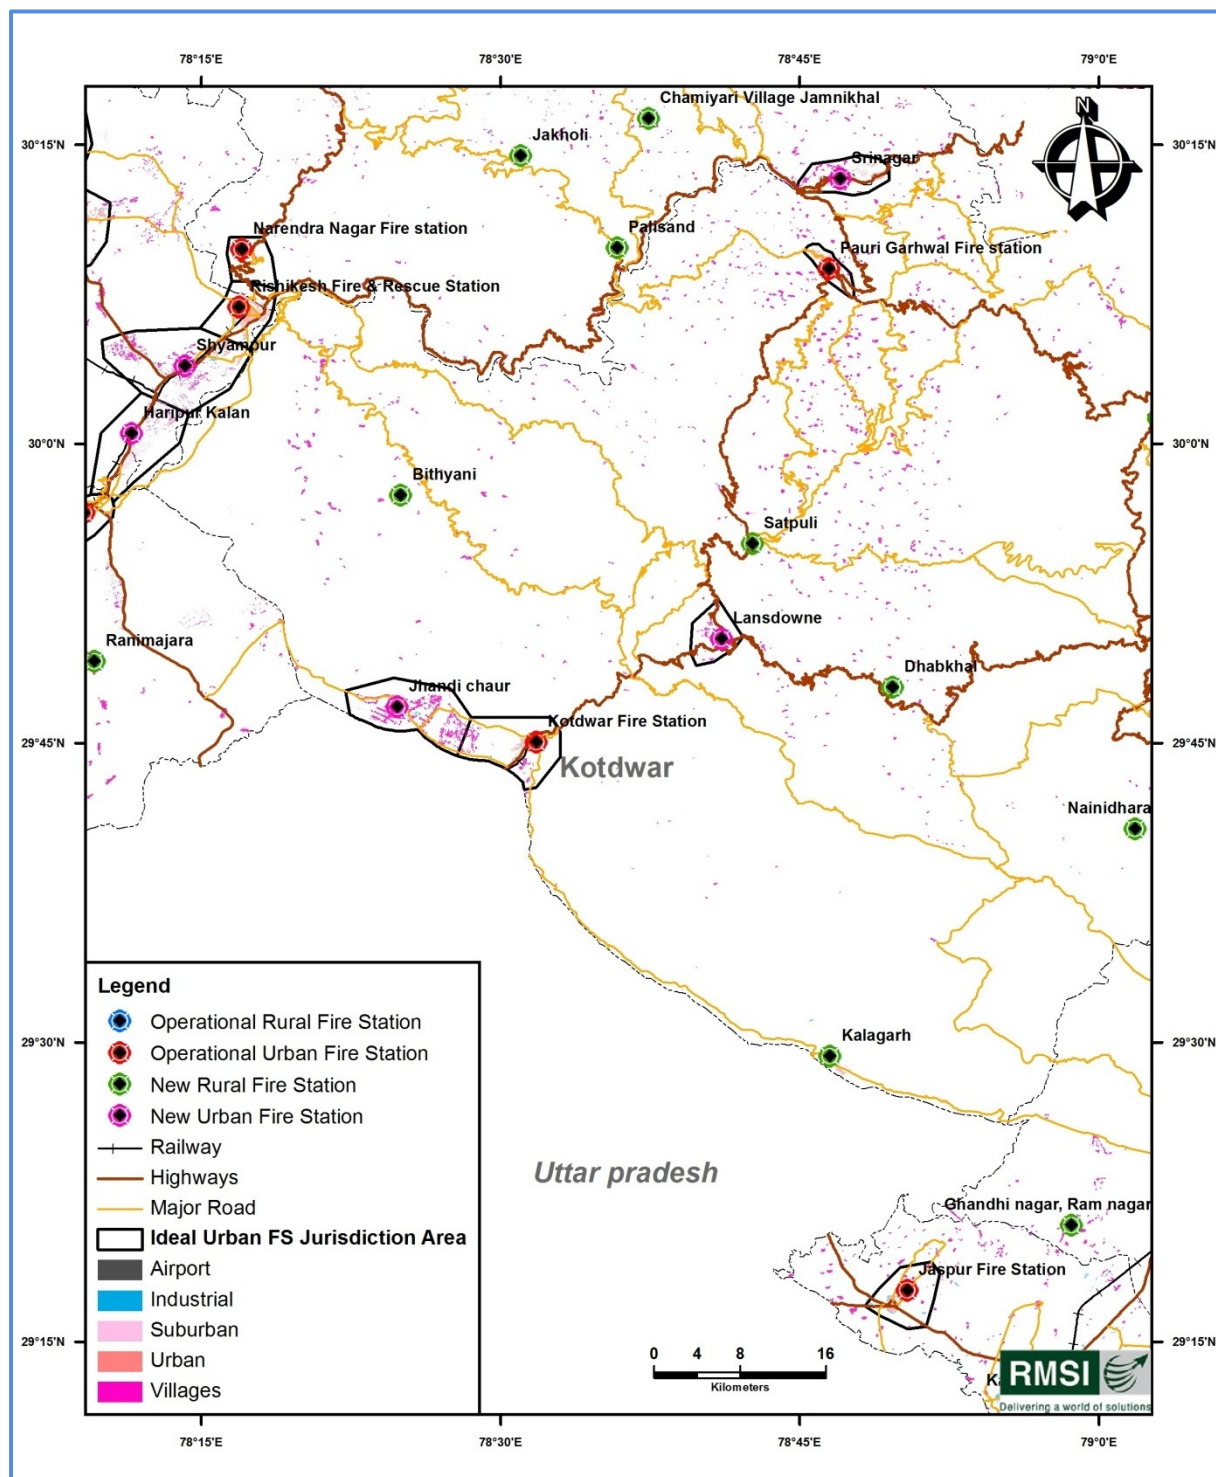 78°15'E 78°30'E 78°45'E 79°0'E
Chamiyari Village Jamnikhal
N
30°15'N 30°15'N
Jakholi
Srinagar
Narendra Nagar Fire station
Palisand
Pauri Garhwal Fire station
Rishikesh Fire & Rescue Station
Shyampur
Haripur Kalan
30°0'N 30°0'N
Bithyani
Satpuli
Lansdowne
Ranimajara
Dhabkhal
Jhandi chaur
Kotdwar Fire Station
29°45'N 29°45'N
Kotdwar
Nainidhara
Legend
Operational Rural Fire Station
Operational Urban Fire Station
New Rural Fire Station
New Urban Fire Station
Railway
Highways
Major Road
Ideal Urban FS Jurisdiction Area
Airport
Industrial
Suburban
Urban
Villages
29°30'N 29°30'N
Kalagarh
Uttar pradesh
Ghandhi nagar, Ram nagar
Jaspur Fire Station
29°15'N 29°15'N
0 4 8 16
Kilometers
RMSI
Delivering a world of solutions
78°15'E 78°30'E 78°45'E 79°0'E